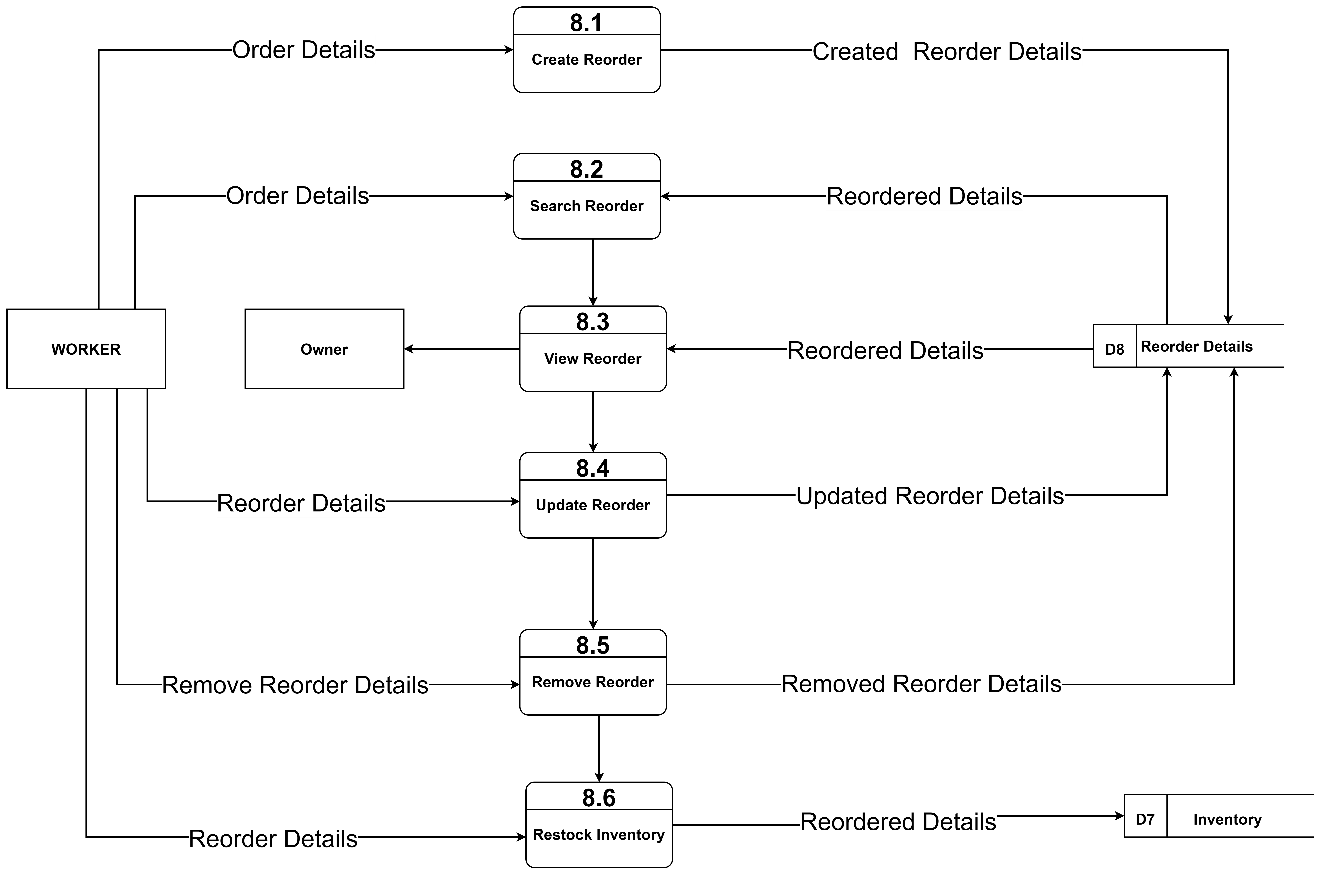 8.1
Order Details
Create Reorder
Created  Reorder Details
8.2
Order Details
Search Reorder
Reordered Details
8.3
WORKER
Owner
View Reorder
Reordered Details
D8
Reorder Details
8.4
Reorder Details
Update Reorder
Updated Reorder Details
8.5
Remove Reorder Details
Remove Reorder
Removed Reorder Details
8.6
Reorder Details
Restock Inventory
Reordered Details
D7
Inventory